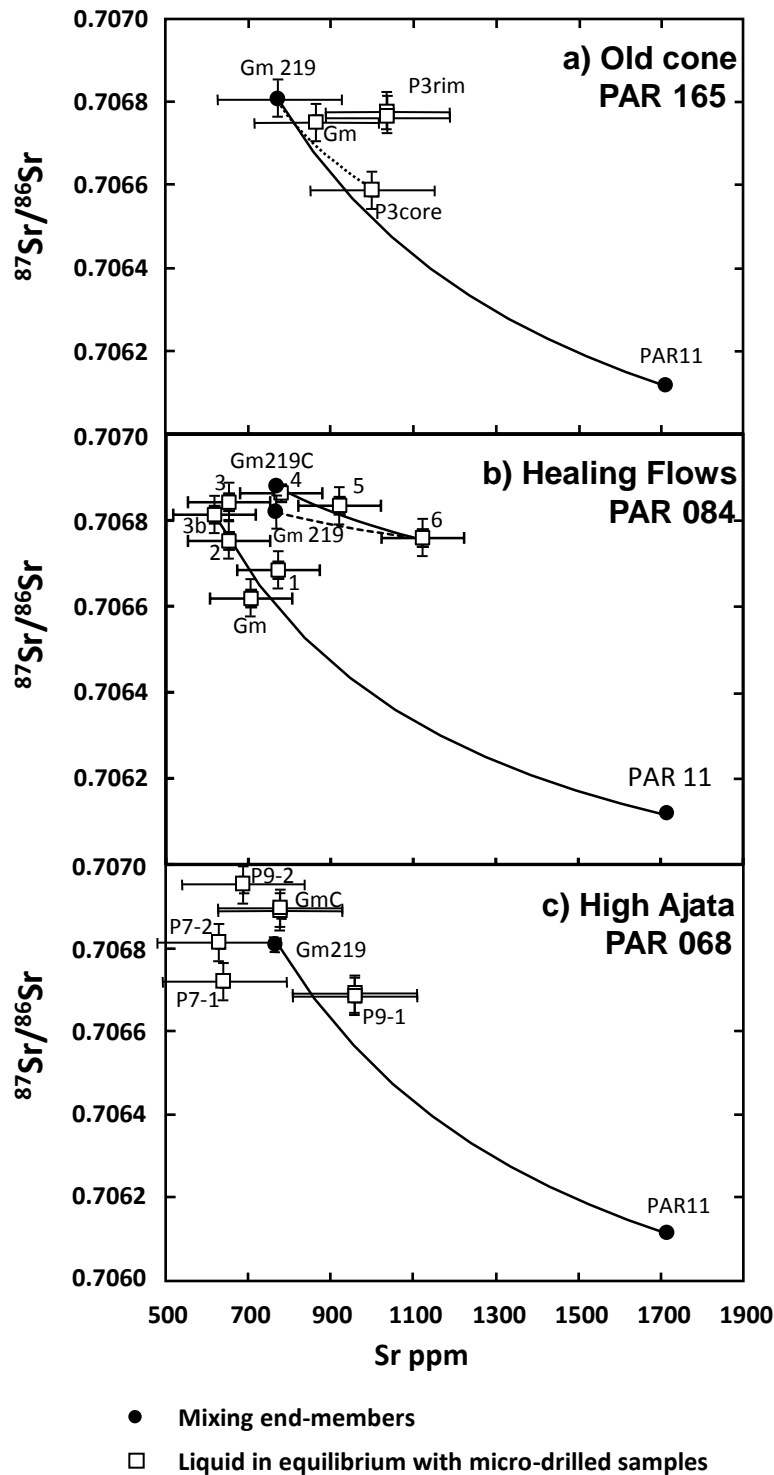 0.7070
0.7068
0.7066
0.7064
0.7062
0.7070
0.7068
0.7066
0.7064
0.7062
0.7070
0.7068
0.7066
0.7064
0.7062
0.7060
87Sr/86Sr
87Sr/86Sr
87Sr/86Sr
a) Old cone
PAR 165
Gm 219
P3rim
Gm
P3core
PAR11
b) Healing Flows
PAR 084
Gm219C
3
4
5
6
3b
Gm 219
2
1
Gm
PAR 11
c) High Ajata
PAR 068
P9-2
GmC
P7-2
Gm219
P7-1
P9-1
PAR11
500 700 900 1100 1300 1500 1700 1900
Sr ppm
Mixing end-members
Liquid in equilibrium with micro-drilled samples